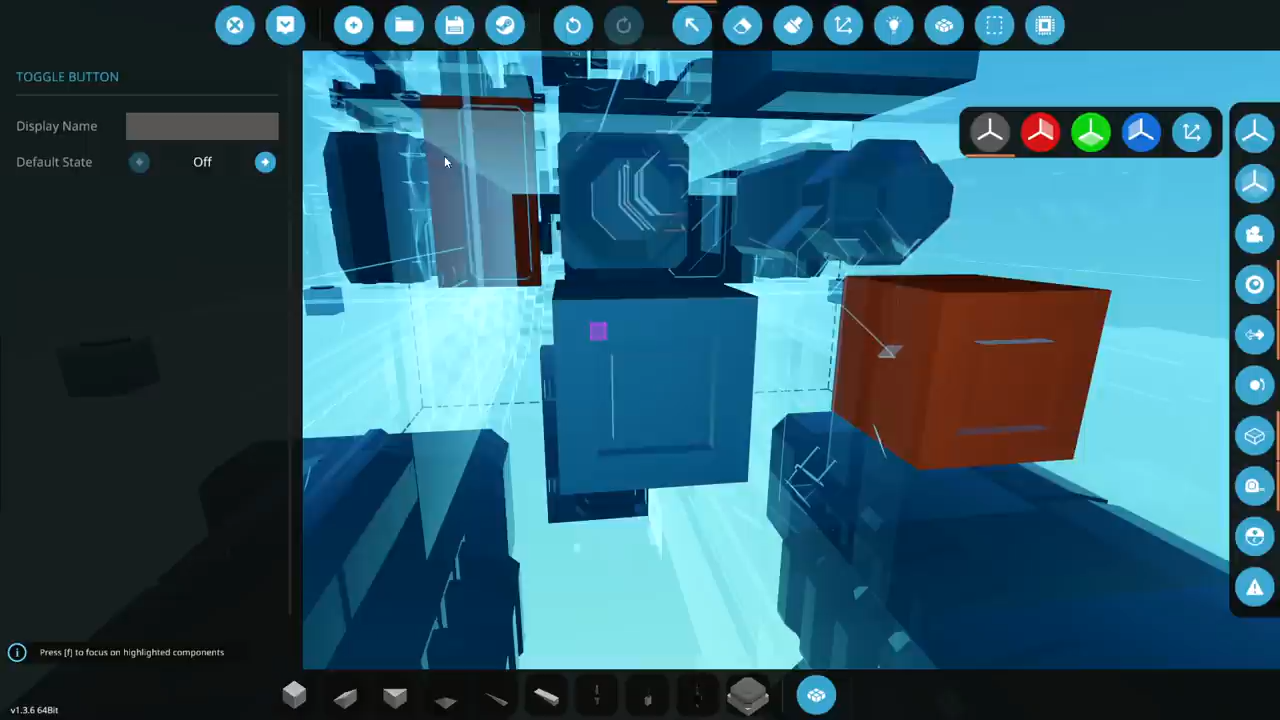 TOGGLE BUTTON
Display Name
Default State
Off
Press [f] to focus on highlighted components
v1.3.6 64Bit